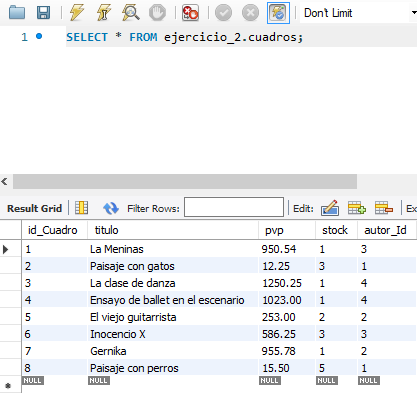 Don't Limit
1 SELECT * FROM ejercicio_2.cuadros;
Result Grid Filter Rows: Edit: Ex
id_Cuadro titulo pvp stock autor_Id
1 La Meninas 950.54 1 3
2 Paisaje con gatos 12.25 3 1
3 La clase de danza 1250.25 1 4
4 Ensayo de ballet en el escenario 1023.00 1 4
5 El viejo guitarrista 253.00 2 2
6 Inocencio X 586.25 3 3
7 Gernika 955.78 1 2
8 Paisaje con perros 15.50 5 1
NULL NULL NULL NULL NULL